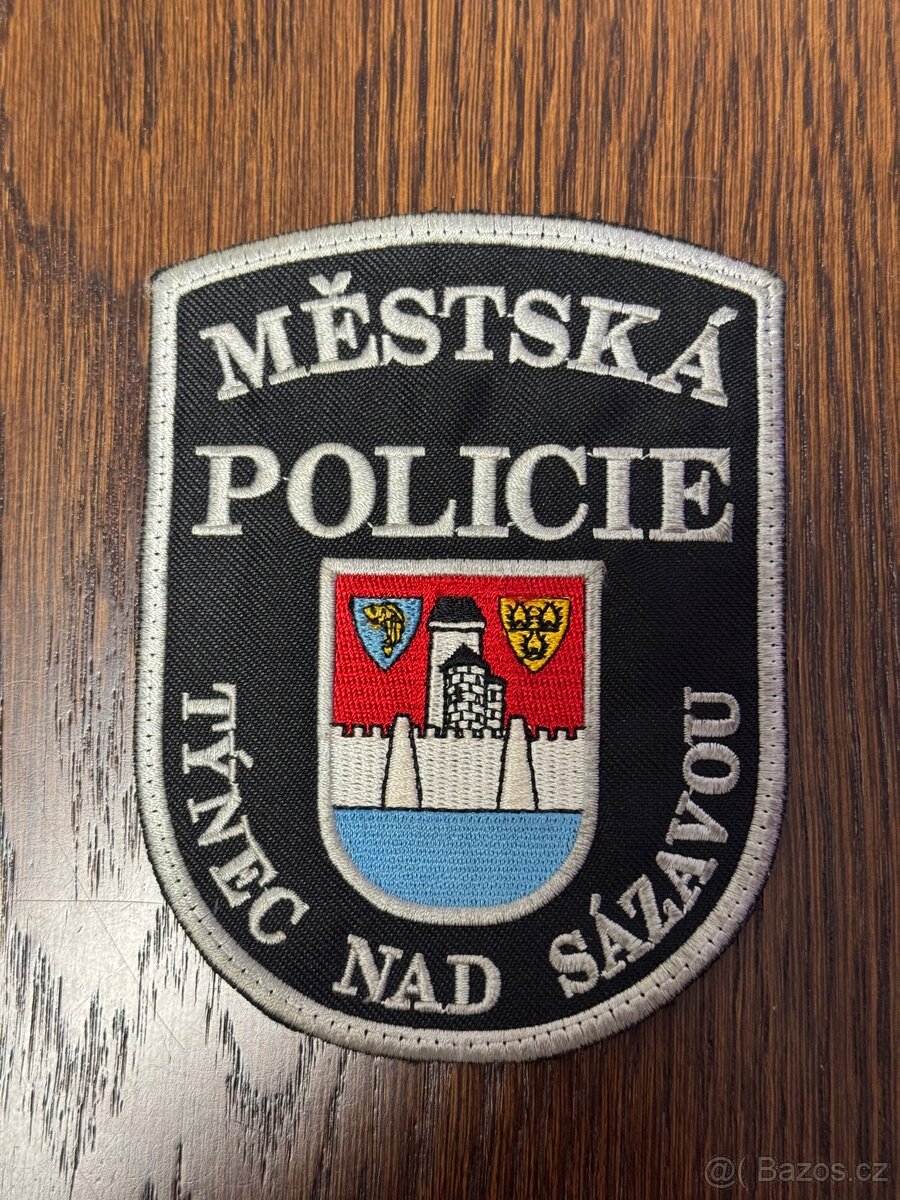 MĚSTSKÁ
POLICIE
TÝNEC NAD SÁZAVOU
@( Bazos.cz